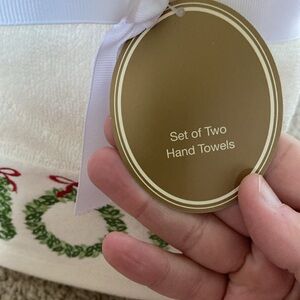 Set of Two
Hand Towels